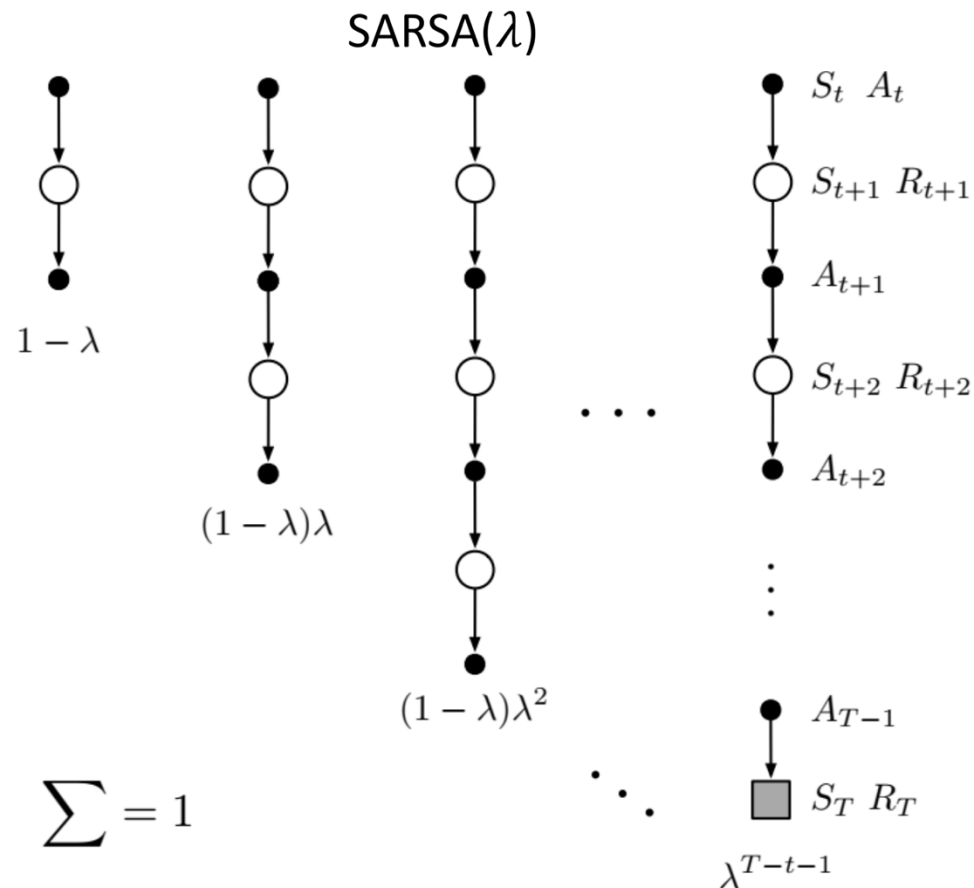 SARSA(λ)
S_t A_t
S_{t+1} R_{t+1}
A_{t+1}
1 − λ
S_{t+2} R_{t+2}
A_{t+2}
(1 − λ)λ
(1 − λ)λ²
A_{T−1}
∑ = 1
S_T R_T
λ^{T−t−1}